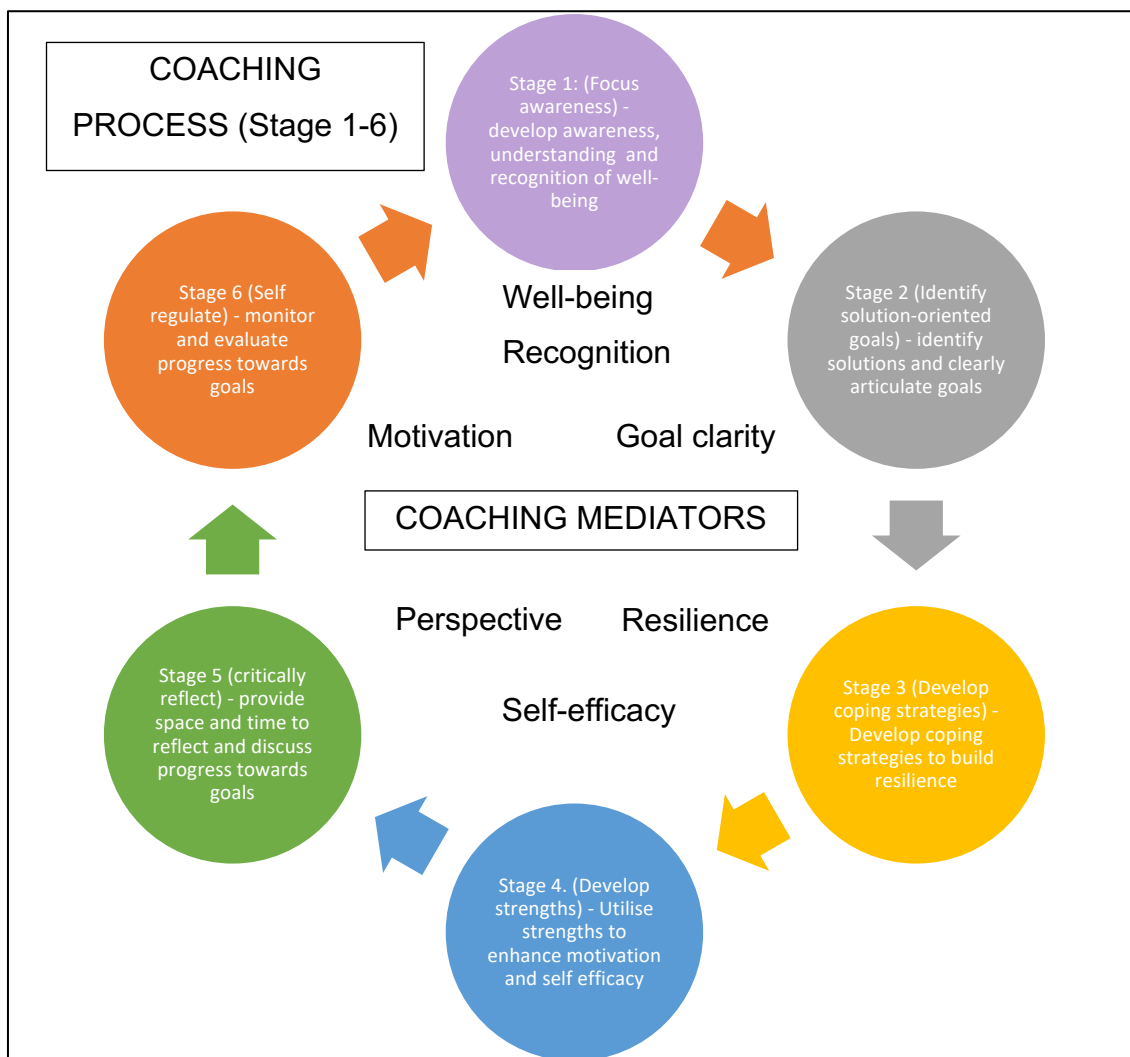 COACHING
PROCESS (Stage 1-6)
Stage 1: (Focus
awareness) -
develop awareness,
understanding and
recognition of well-
being
Stage 2 (Identify
solution-oriented
goals) - identify
solutions and clearly
articulate goals
Stage 3 (Develop
coping strategies) -
Develop coping
strategies to build
resilience
Stage 4. (Develop
strengths) - Utilise
strengths to
enhance motivation
and self efficacy
Stage 5 (critically
reflect) - provide
space and time to
reflect and discuss
progress towards
goals
Stage 6 (Self
regulate) - monitor
and evaluate
progress towards
goals
Well-being
Recognition
Motivation
Goal clarity
COACHING MEDIATORS
Perspective
Resilience
Self-efficacy